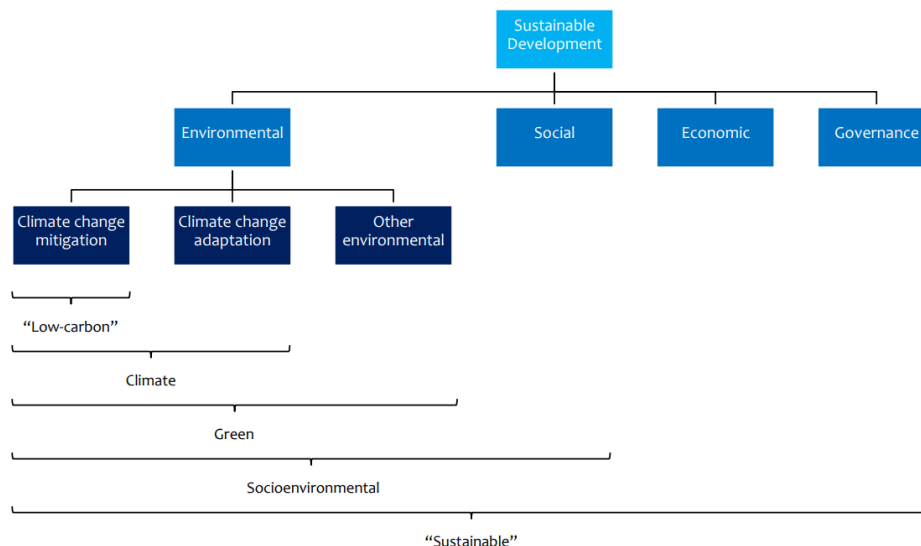 Sustainable
Development
Environmental
Social
Economic
Governance
Climate change
mitigation
Climate change
adaptation
Other
environmental
“Low-carbon”
Climate
Green
Socioenvironmental
“Sustainable”